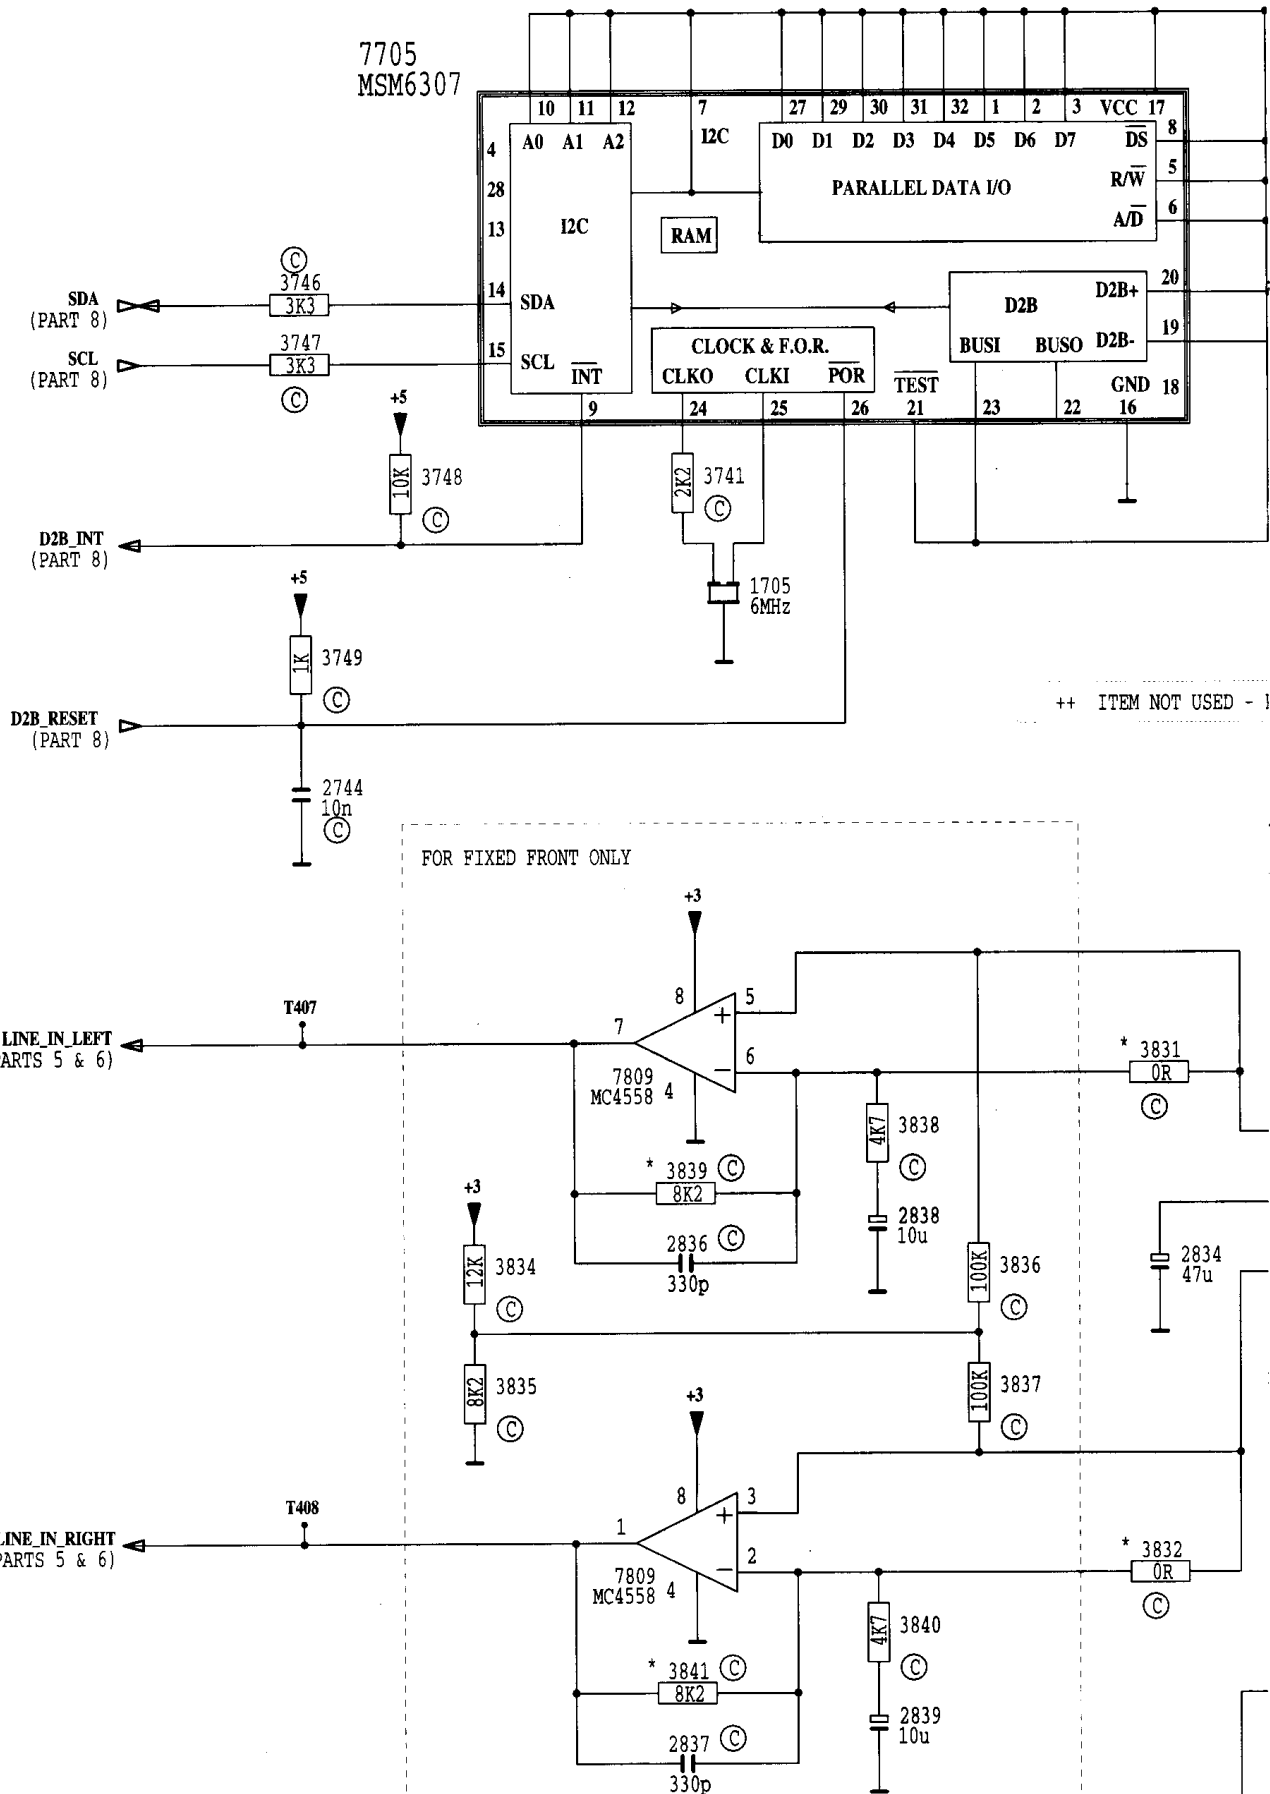 7705
MSM6307
10 11 12 7 27 29 30 31 32 1 2 3 VCC 17
4 A0 A1 A2 I2C D0 D1 D2 D3 D4 D5 D6 D7 DS 8
28 PARALLEL DATA I/O R/W 5
13 I2C RAM A/D 6
C
3746
SDA 3K3 14 SDA D2B D2B+ 20
(PART 8)
3747 CLOCK & F.O.R. BUSI BUSO D2B- 19
SCL 3K3 15 SCL
(PART 8) INT CLKO CLKI POR TEST GND 18
C 9 24 25 26 21 23 22 16
+5
10K 3748 2K2 3741
C C
D2B_INT
(PART 8)
+5 1705
6MHz
1K 3749
C
D2B_RESET ++ ITEM NOT USED -
(PART 8)
2744
10n
C
FOR FIXED FRONT ONLY
+3
8 + 5
T407 7
LINE_IN_LEFT * 3831
ARTS 5 & 6) 6 0R
7809 - C
MC4558 4
4K7 3838
* 3839 C C
8K2
+3
2836 C 2838
330p 10u
12K 3834 100K 3836 2834
C C 47u
8K2 3835 100K 3837
C C
+3
8 + 3
T408 1
LINE_IN_RIGHT * 3832
PARTS 5 & 6) 2 0R
7809 - C
MC4558 4
4K7 3840
* 3841 C C
8K2
2837 C 2839
330p 10u